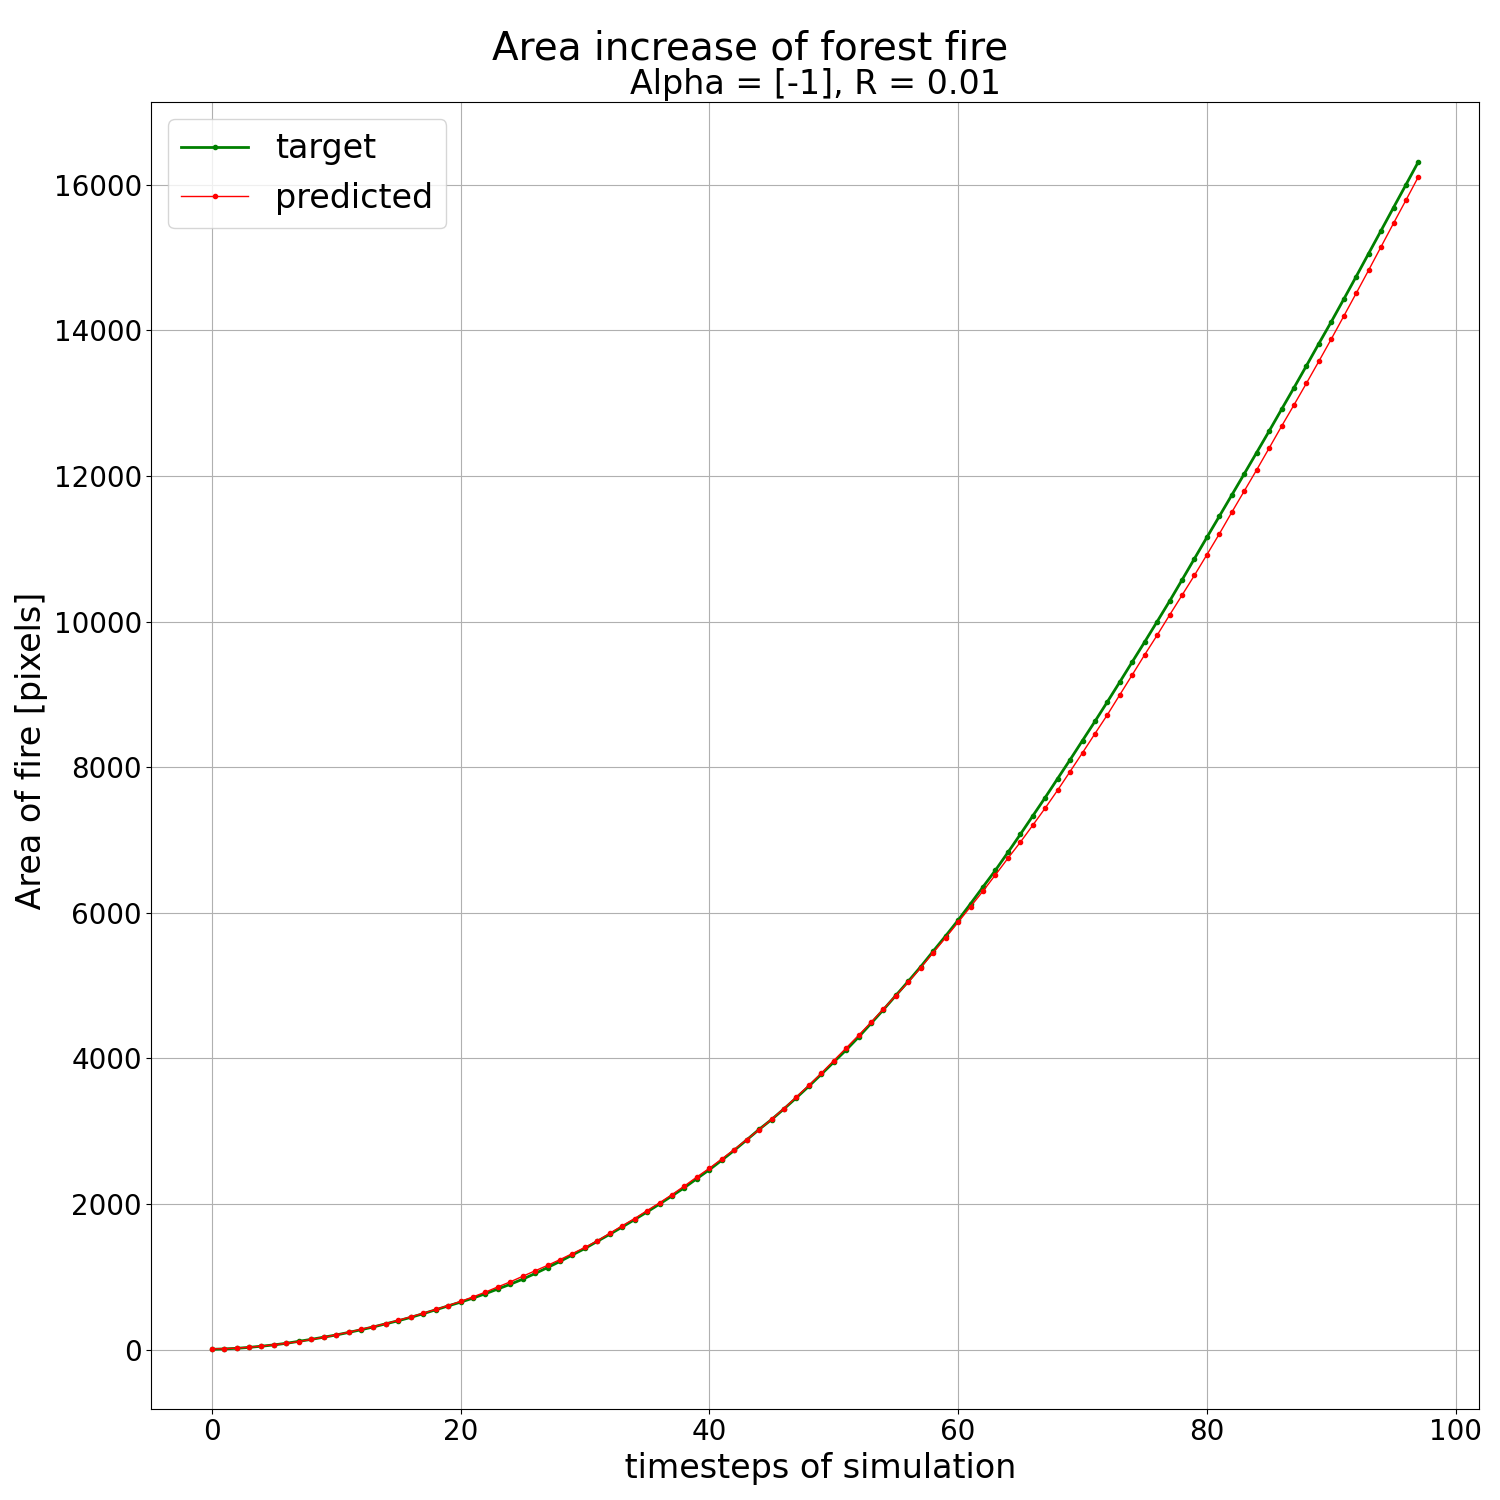 Area increase of forest fire
Alpha = [-1], R = 0.01
target
predicted
16000
14000
12000
10000
8000
6000
4000
2000
0
Area of fire [pixels]
0 20 40 60 80 100
timesteps of simulation